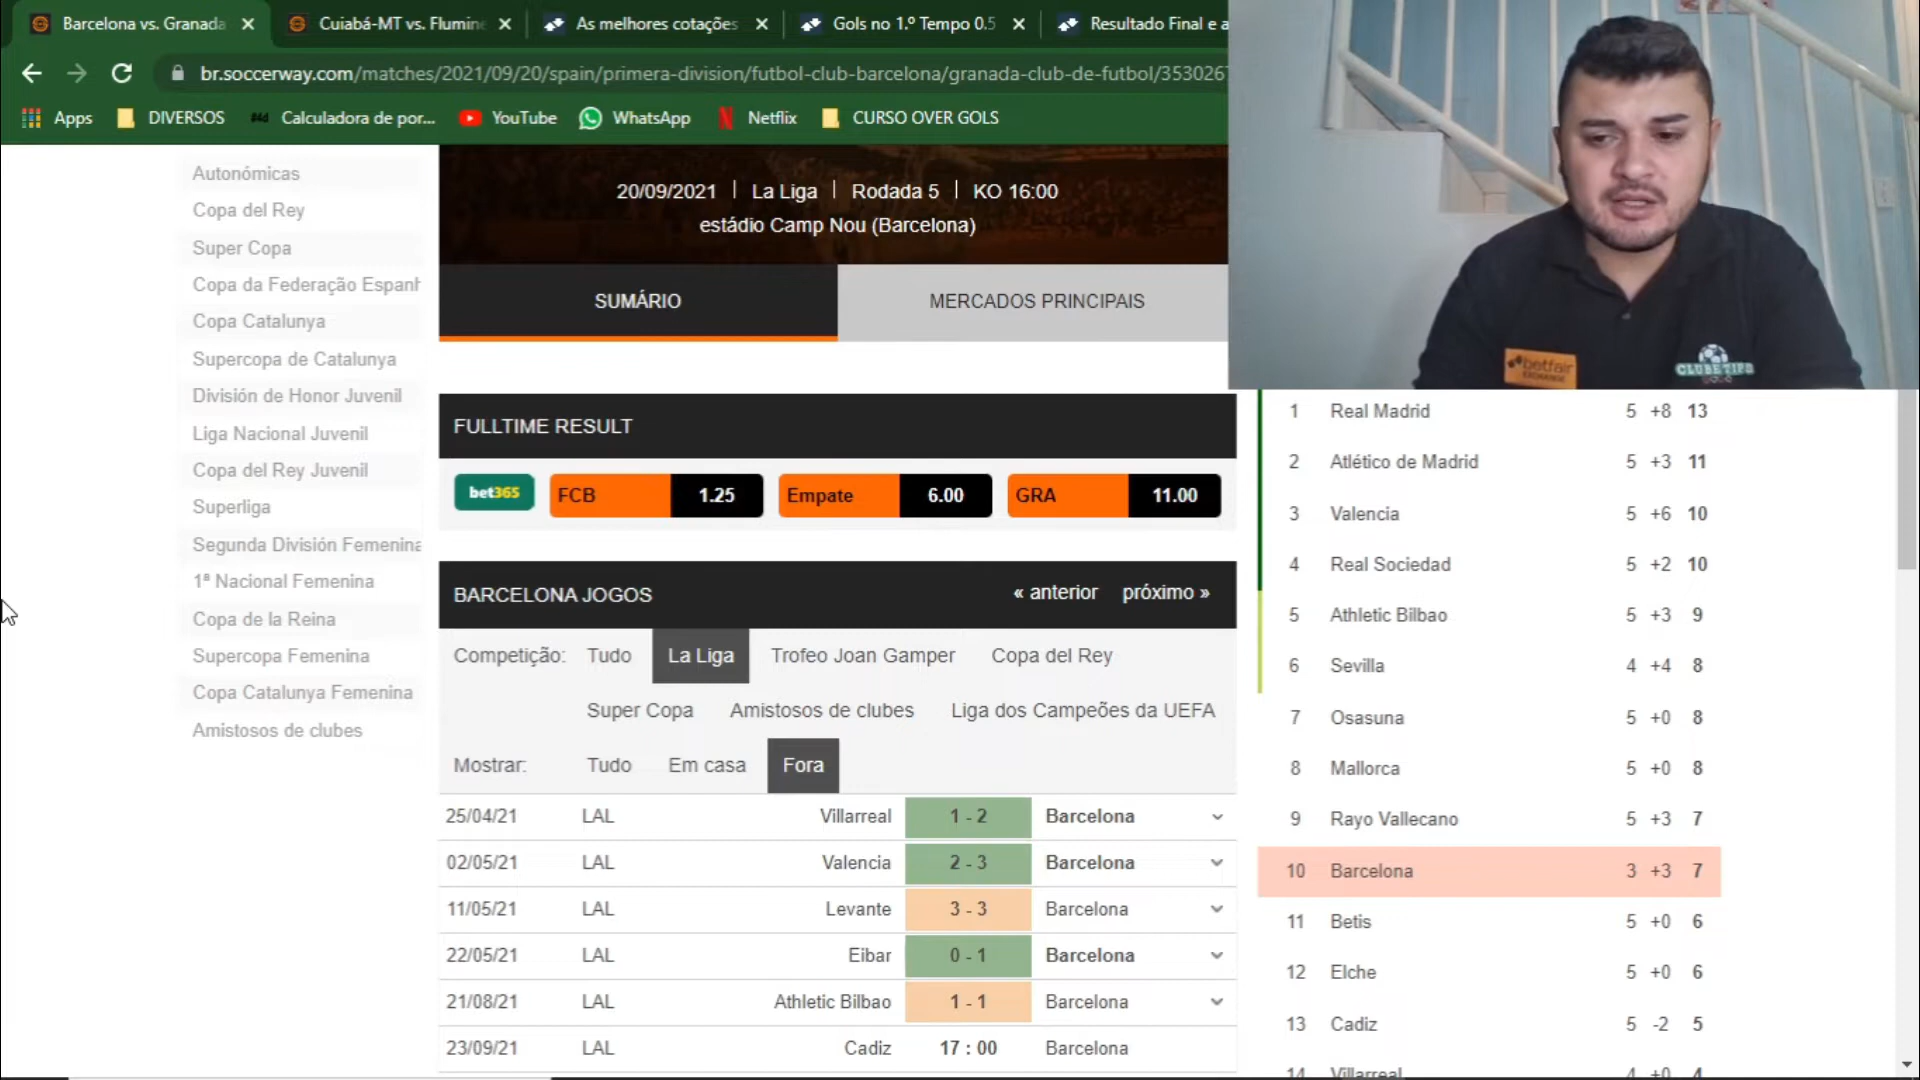 Barcelona vs. Granada
Cuiabá-MT vs. Flumine
As melhores cotações
Gols no 1.º Tempo 0.5
Resultado Final e a
br.soccerway.com/matches/2021/09/20/spain/primera-division/futbol-club-barcelona/granada-club-de-futbol/3530267
Apps
DIVERSOS
Calculadora de por...
YouTube
WhatsApp
Netflix
CURSO OVER GOLS
Autonómicas
Copa del Rey
Super Copa
Copa da Federação Espanh
Copa Catalunya
Supercopa de Catalunya
División de Honor Juvenil
Liga Nacional Juvenil
Copa del Rey Juvenil
Superliga
Segunda División Femenina
1ª Nacional Femenina
Copa de la Reina
Supercopa Femenina
Copa Catalunya Femenina
Amistosos de clubes
20/09/2021 | La Liga | Rodada 5 | KO 16:00
estádio Camp Nou (Barcelona)
SUMÁRIO
MERCADOS PRINCIPAIS
FULLTIME RESULT
bet365 FCB 1.25 Empate 6.00 GRA 11.00
BARCELONA JOGOS « anterior próximo »
Competição: Tudo La Liga Trofeo Joan Gamper Copa del Rey
Super Copa Amistosos de clubes Liga dos Campeões da UEFA
Mostrar: Tudo Em casa Fora
25/04/21 LAL Villarreal 1 - 2 Barcelona
02/05/21 LAL Valencia 2 - 3 Barcelona
11/05/21 LAL Levante 3 - 3 Barcelona
22/05/21 LAL Eibar 0 - 1 Barcelona
21/08/21 LAL Athletic Bilbao 1 - 1 Barcelona
23/09/21 LAL Cadiz 17 : 00 Barcelona
betfair
EXCHANGE
CLUBE TIPS
1 Real Madrid 5 +8 13
2 Atlético de Madrid 5 +3 11
3 Valencia 5 +6 10
4 Real Sociedad 5 +2 10
5 Athletic Bilbao 5 +3 9
6 Sevilla 4 +4 8
7 Osasuna 5 +0 8
8 Mallorca 5 +0 8
9 Rayo Vallecano 5 +3 7
10 Barcelona 3 +3 7
11 Betis 5 +0 6
12 Elche 5 +0 6
13 Cadiz 5 -2 5
14 Villarreal 4 +0 4